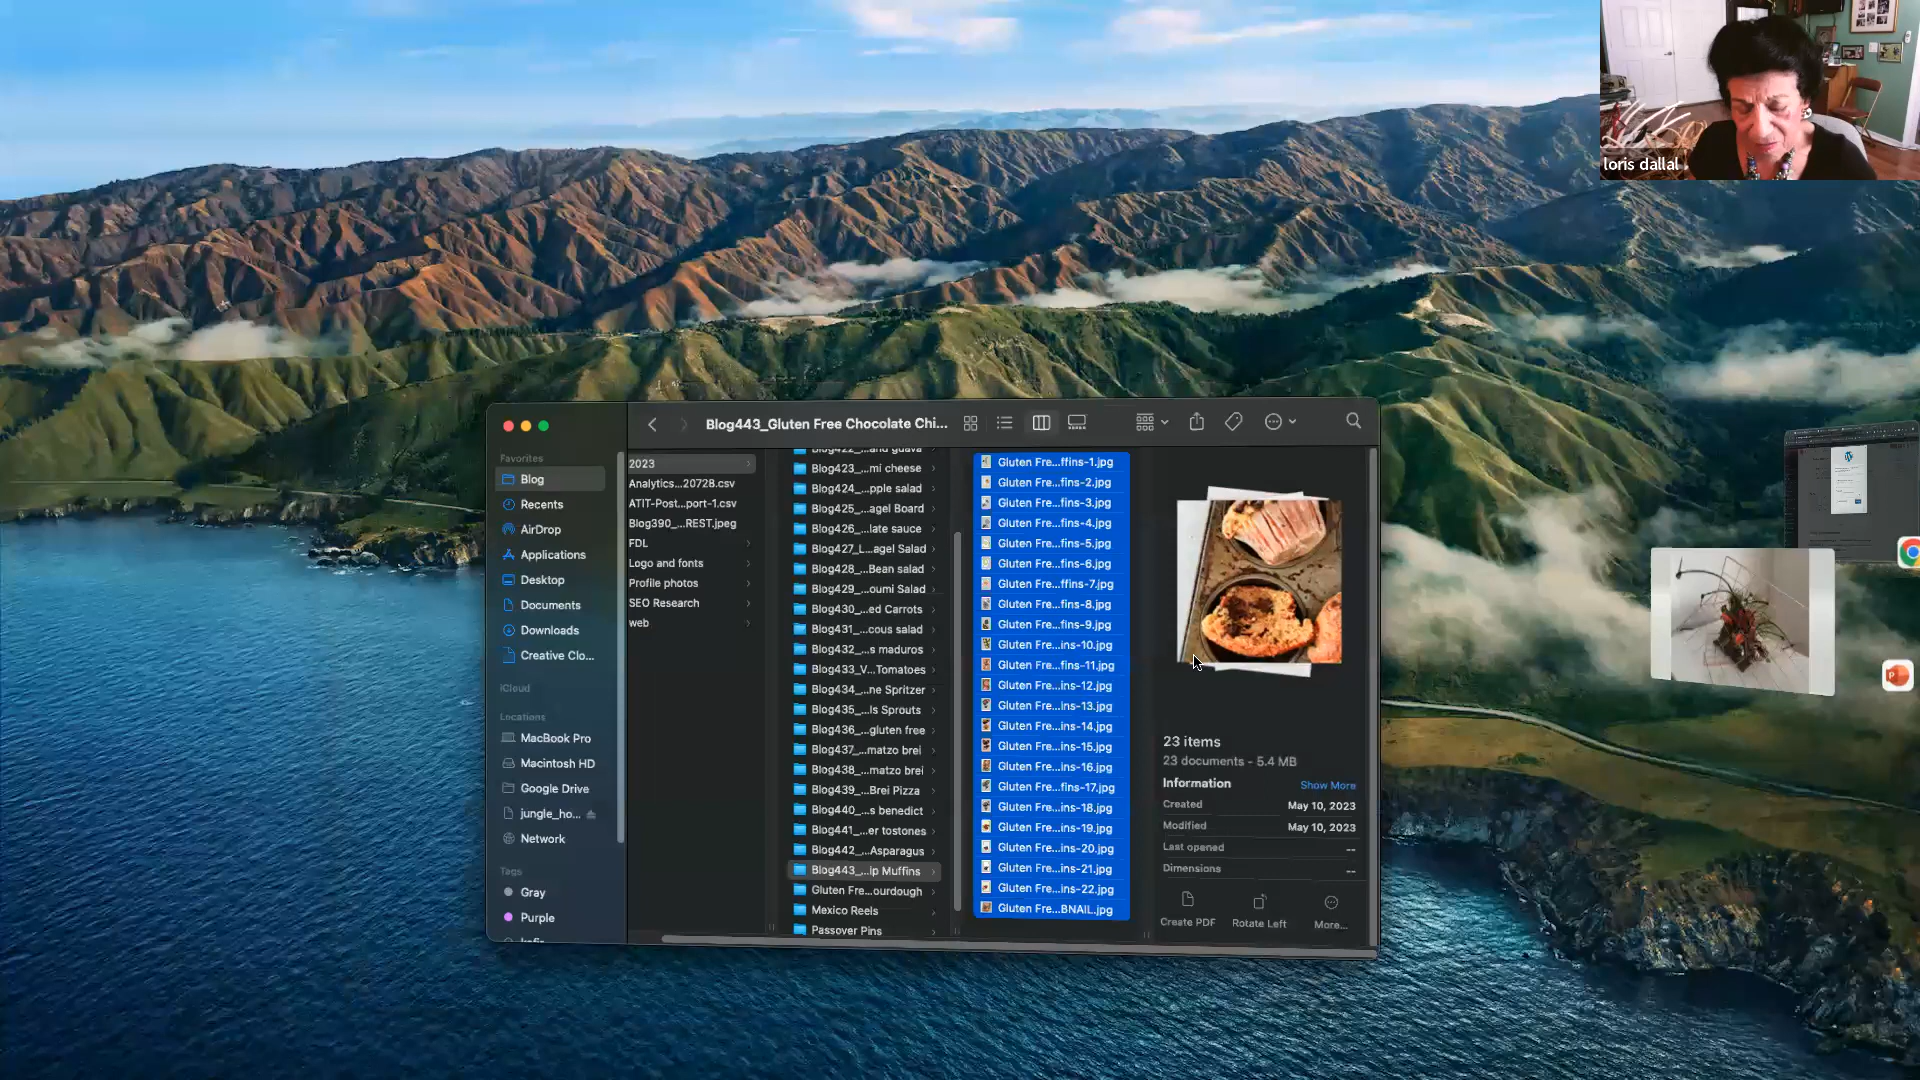 loris dallal
Blog443_Gluten Free Chocolate Chi...
Favorites
Blog
Recents
AirDrop
Applications
Desktop
Documents
Downloads
Creative Clo...
iCloud
Locations
MacBook Pro
Macintosh HD
Google Drive
jungle_ho...
Network
Tags
Gray
Purple
2023
Analytics...20728.csv
ATIT-Post...port-1.csv
Blog390_...REST.jpeg
FDL
Logo and fonts
Profile photos
SEO Research
web
Blog422_...and guava
Blog423_...mi cheese
Blog424_...pple salad
Blog425_...agel Board
Blog426_...late sauce
Blog427_L...agel Salad
Blog428_...Bean salad
Blog429_...oumi Salad
Blog430_...ed Carrots
Blog431_...cous salad
Blog432_...s maduros
Blog433_V...Tomatoes
Blog434_...ne Spritzer
Blog435_...ls Sprouts
Blog436_...gluten free
Blog437_...matzo brei
Blog438_...matzo brei
Blog439_...Brei Pizza
Blog440_...s benedict
Blog441_...er tostones
Blog442_...Asparagus
Blog443_...ip Muffins
Gluten Fre...ourdough
Mexico Reels
Passover Pins
Gluten Fre...ffins-1.jpg
Gluten Fre...fins-2.jpg
Gluten Fre...fins-3.jpg
Gluten Fre...fins-4.jpg
Gluten Fre...fins-5.jpg
Gluten Fre...fins-6.jpg
Gluten Fre...ffins-7.jpg
Gluten Fre...fins-8.jpg
Gluten Fre...fins-9.jpg
Gluten Fre...ins-10.jpg
Gluten Fre...fins-11.jpg
Gluten Fre...ins-12.jpg
Gluten Fre...ins-13.jpg
Gluten Fre...ins-14.jpg
Gluten Fre...ins-15.jpg
Gluten Fre...ins-16.jpg
Gluten Fre...fins-17.jpg
Gluten Fre...ins-18.jpg
Gluten Fre...ins-19.jpg
Gluten Fre...ins-20.jpg
Gluten Fre...ins-21.jpg
Gluten Fre...ins-22.jpg
Gluten Fre...BNAIL.jpg
23 items
23 documents - 5.4 MB
Information
Show More
Created May 10, 2023
Modified May 10, 2023
Last opened --
Dimensions --
Create PDF
Rotate Left
More...